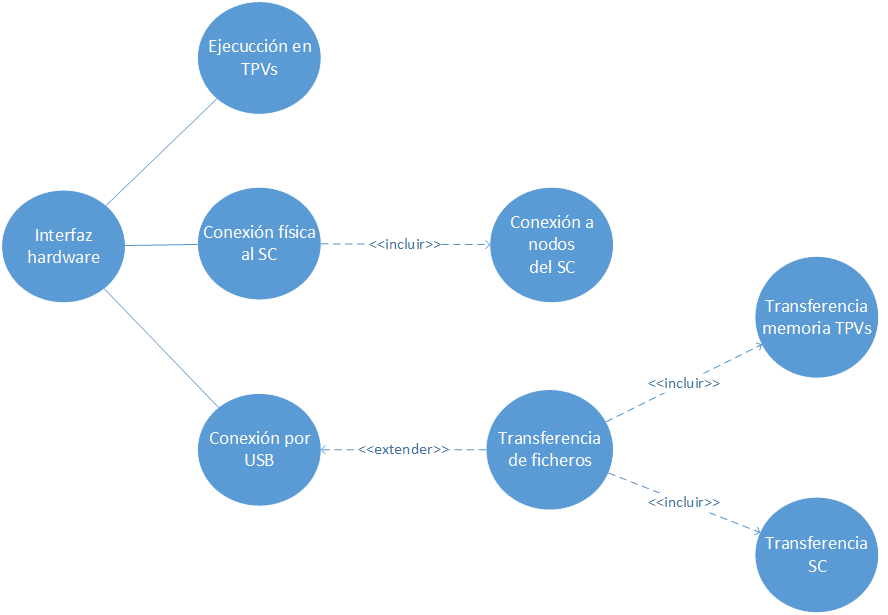 Ejecucción en
TPVs
Interfaz
hardware
Conexión física
al SC
<<incluir>>
Conexión a
nodos
del SC
Transferencia
memoria TPVs
<<incluir>>
Conexión por
USB
<<extender>>
Transferencia
de ficheros
<<incluir>>
Transferencia
SC